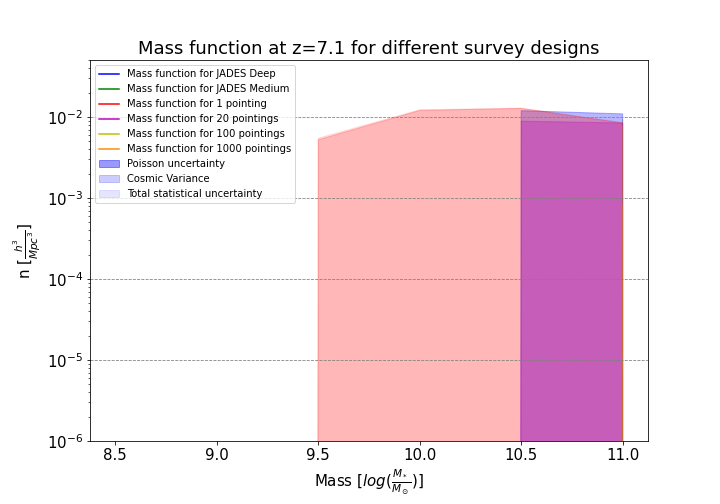 Mass function at z=7.1 for different survey designs
Mass function for JADES Deep
Mass function for JADES Medium
Mass function for 1 pointing
Mass function for 20 pointings
Mass function for 100 pointings
Mass function for 1000 pointings
Poisson uncertainty
Cosmic Variance
Total statistical uncertainty
n [h³/Mpc³]
10⁻²
10⁻³
10⁻⁴
10⁻⁵
10⁻⁶
8.5 9.0 9.5 10.0 10.5 11.0
Mass [log(M⋆/M⊙)]